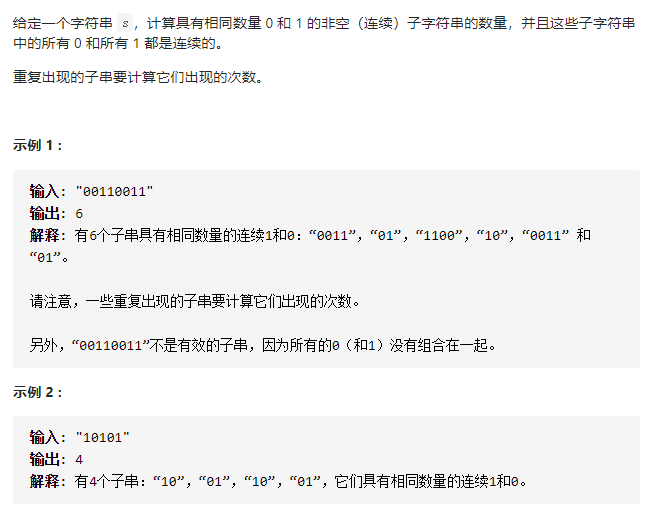 给定一个字符串 s，计算具有相同数量 0 和 1 的非空（连续）子字符串的数量，并且这些子字符串
中的所有 0 和所有 1 都是连续的。
重复出现的子串要计算它们出现的次数。
示例 1 :
输入: "00110011"
输出: 6
解释: 有6个子串具有相同数量的连续1和0：“0011”，“01”，“1100”，“10”，“0011” 和
“01”。
请注意，一些重复出现的子串要计算它们出现的次数。
另外，“00110011”不是有效的子串，因为所有的0（和1）没有组合在一起。
示例 2 :
输入: "10101"
输出: 4
解释: 有4个子串：“10”，“01”，“10”，“01”，它们具有相同数量的连续1和0。